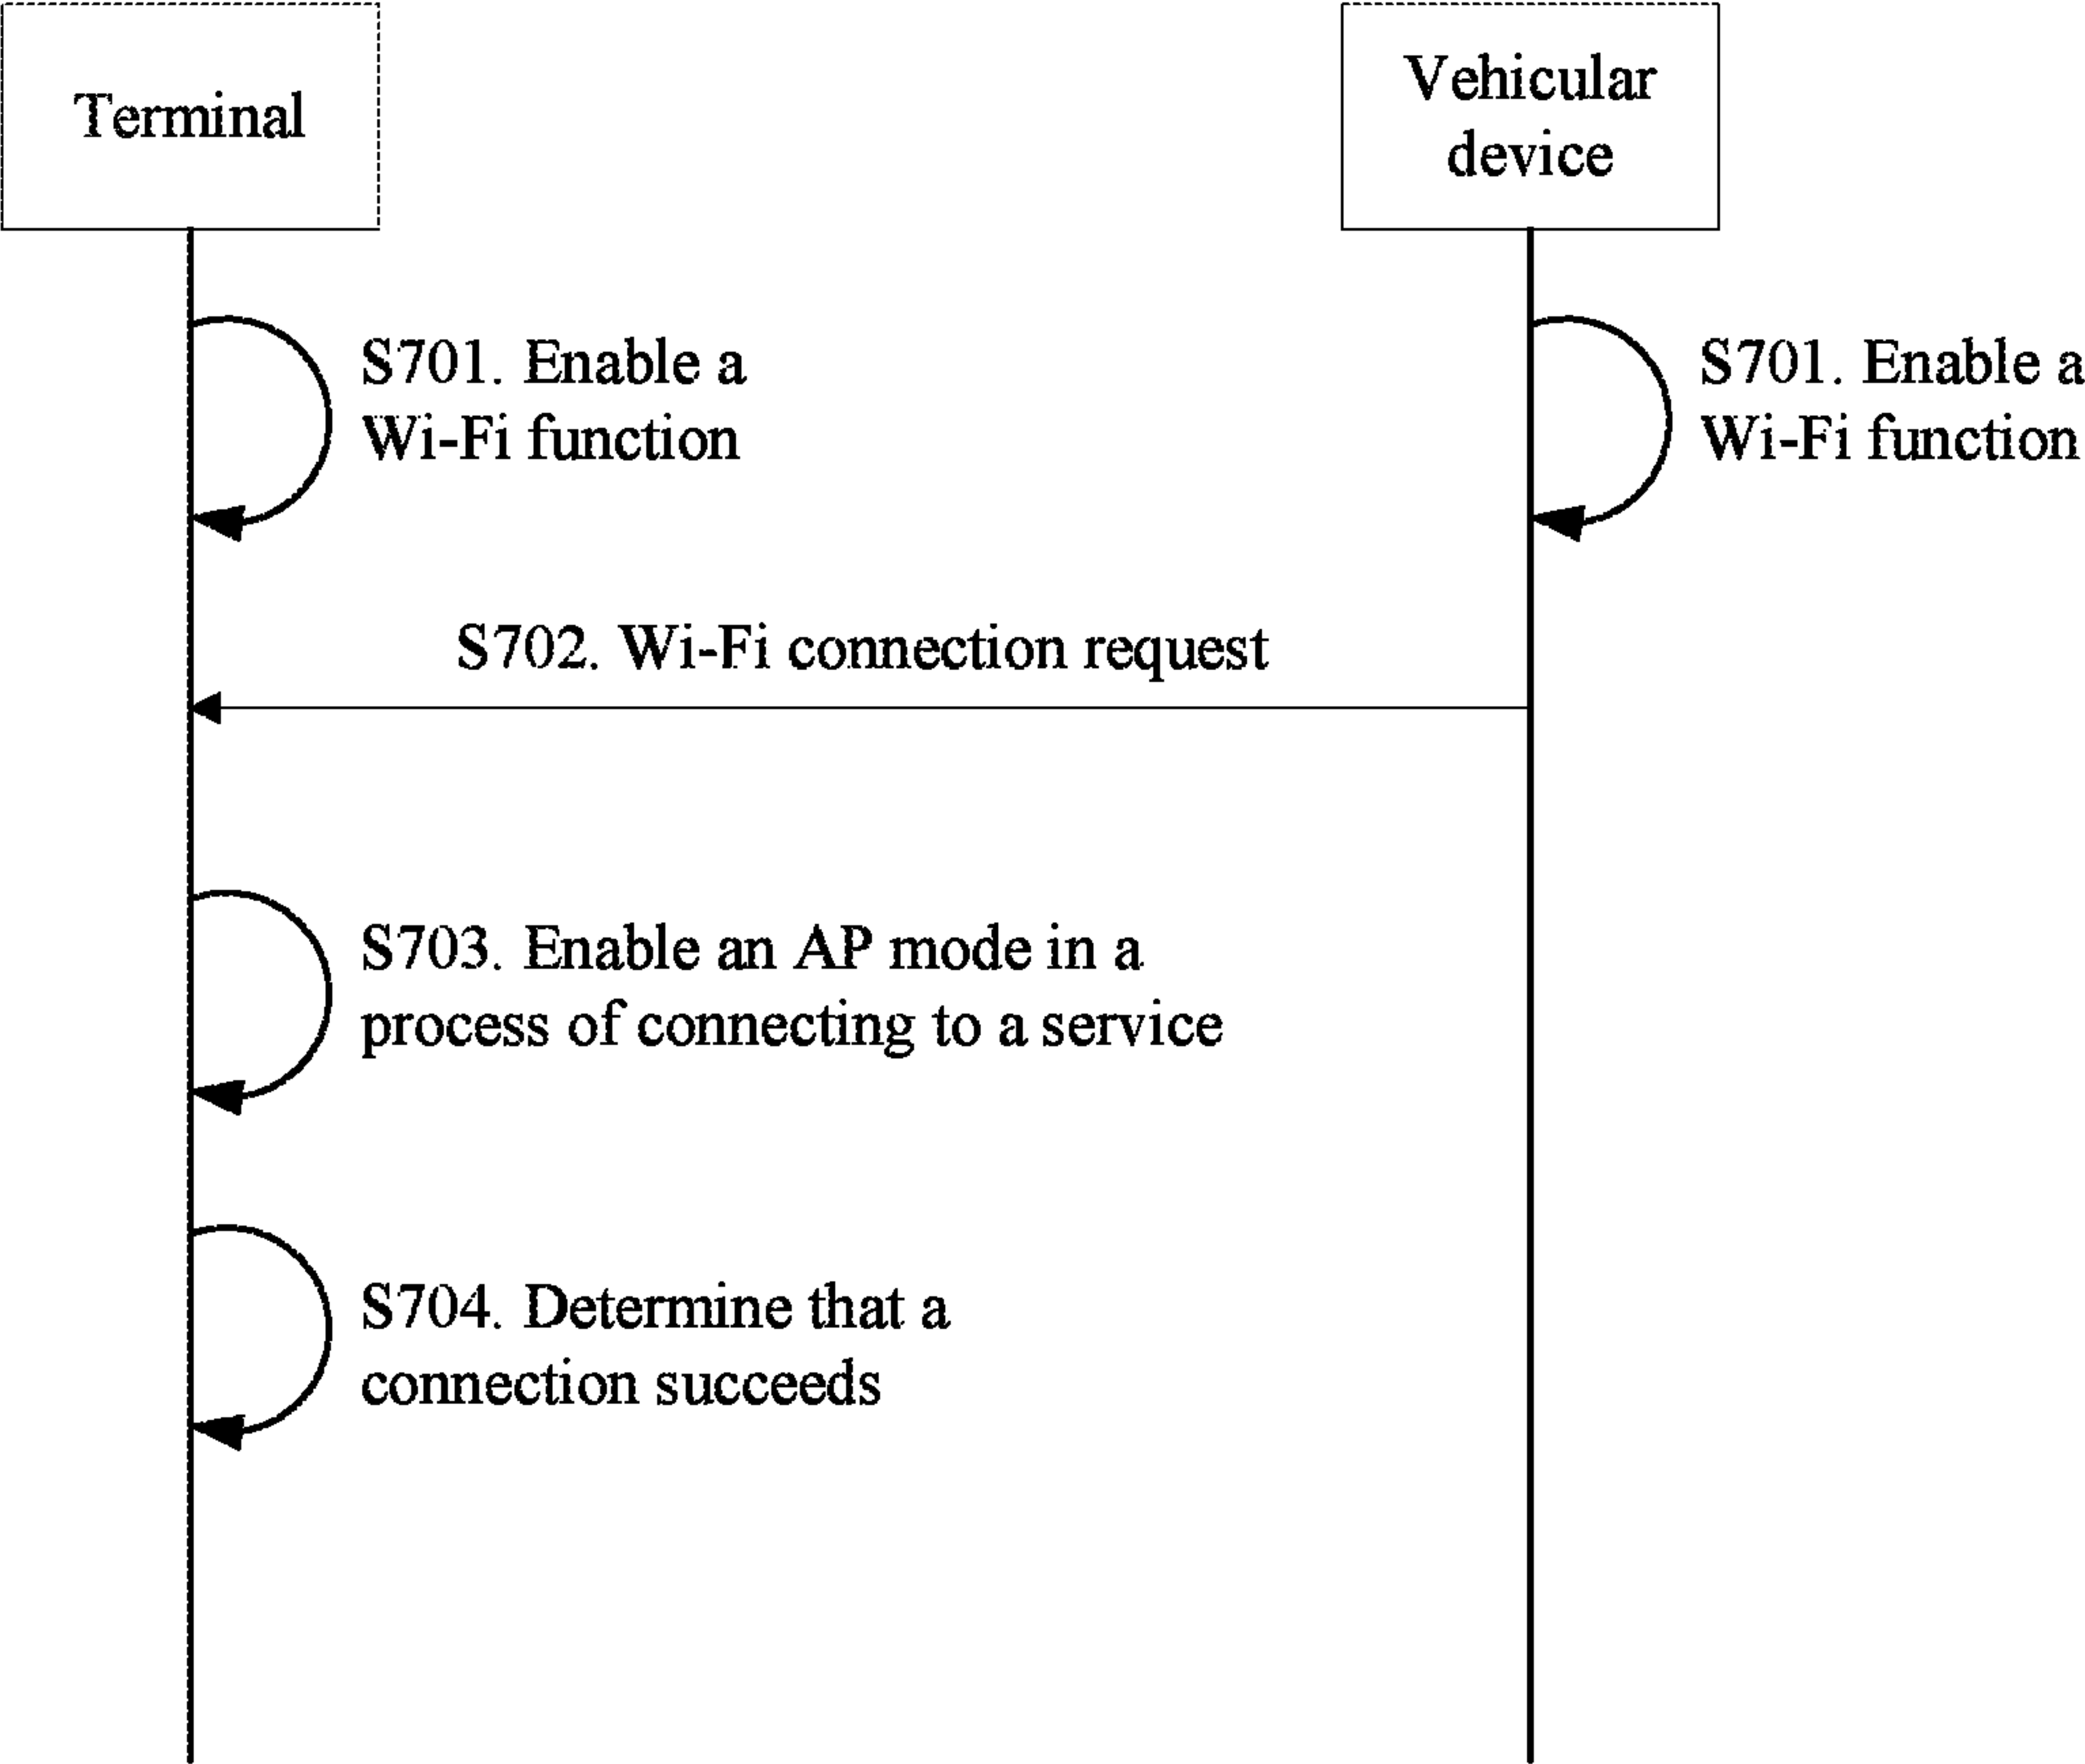 Terminal
Vehicular
device
S701. Enable a
Wi-Fi function
S701. Enable a
Wi-Fi function
S702. Wi-Fi connection request
S703. Enable an AP mode in a
process of connecting to a service
S704. Determine that a
connection succeeds